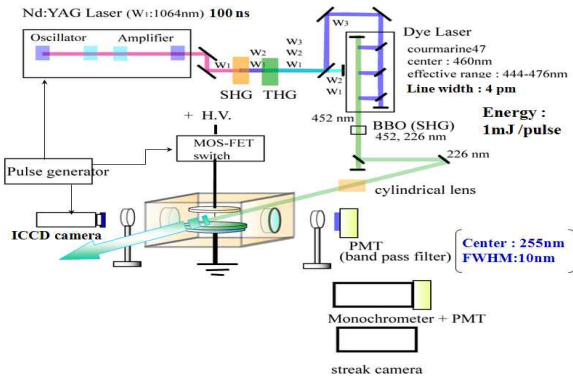 Nd:YAG Laser (W1:1064nm) 100 ns
Oscillator
Amplifier
W1
W2
W1
W3
W2
W1
SHG
THG
W3
W2
W1
Dye Laser
courmarine47
center : 460nm
effective range : 444-476nm
Line width : 4 pm
Energy :
1mJ /pulse
452 nm
BBO (SHG)
452, 226 nm
226 nm
cylindrical lens
+ H.V.
MOS-FET
switch
Pulse generator
ICCD camera
PMT
(band pass filter)
Center : 255nm
FWHM:10nm
Monochrometer + PMT
streak camera